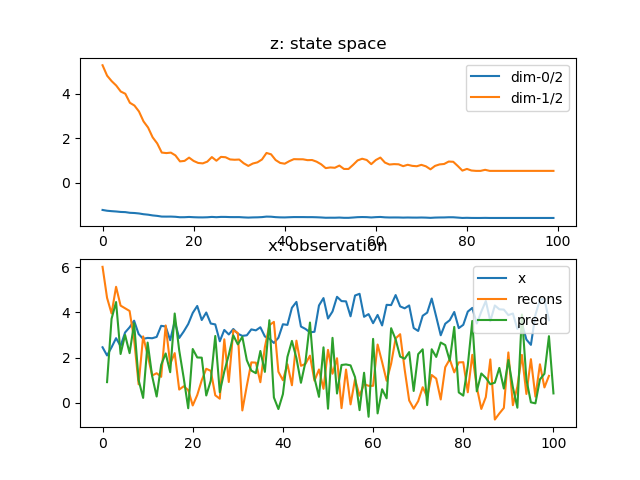 z: state space
dim-0/2
dim-1/2
4
2
0
0 20 40 60 80 100
x: observation
x
recons
pred
6
4
2
0
0 20 40 60 80 100